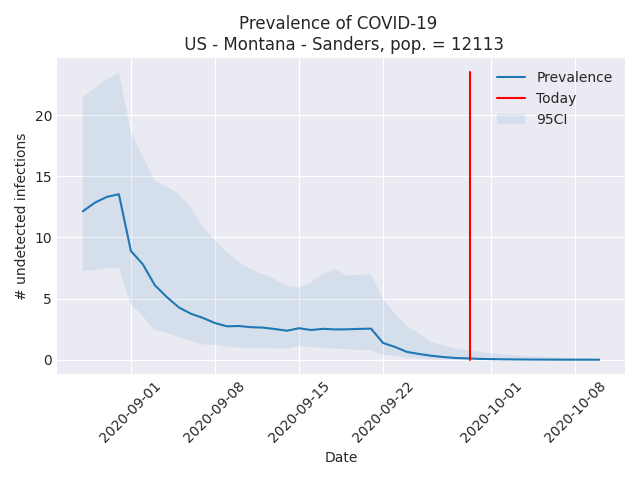 Prevalence of COVID-19
US - Montana - Sanders, pop. = 12113
Prevalence
Today
95CI
# undetected infections
20
15
10
5
0
2020-09-01
2020-09-08
2020-09-15
2020-09-22
2020-10-01
2020-10-08
Date